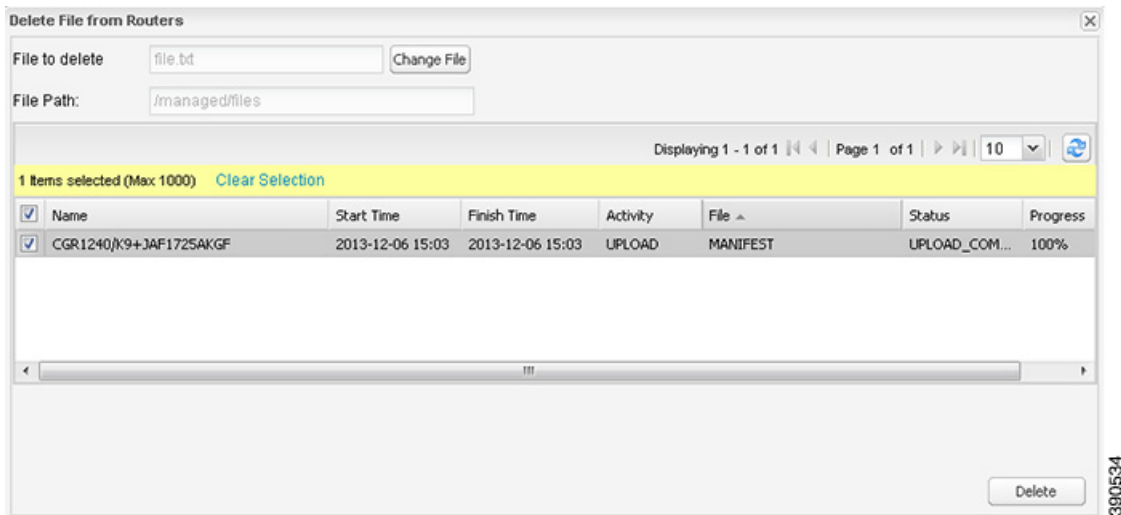 Delete File from Routers
File to delete file.txt Change File
File Path: /managed/files
Displaying 1 - 1 of 1 | Page 1 of 1 | 10
1 Items selected (Max 1000) Clear Selection
Name Start Time Finish Time Activity File Status Progress
CGR1240/K9+JAF1725AKGF 2013-12-06 15:03 2013-12-06 15:03 UPLOAD MANIFEST UPLOAD_COM... 100%
Delete
390534